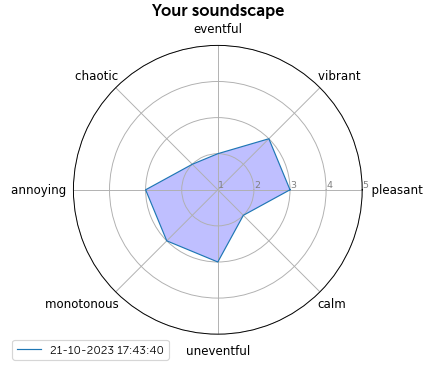 Your soundscape
eventful
chaotic
vibrant
annoying
1 2 3 4 5
pleasant
monotonous
calm
uneventful
21-10-2023 17:43:40